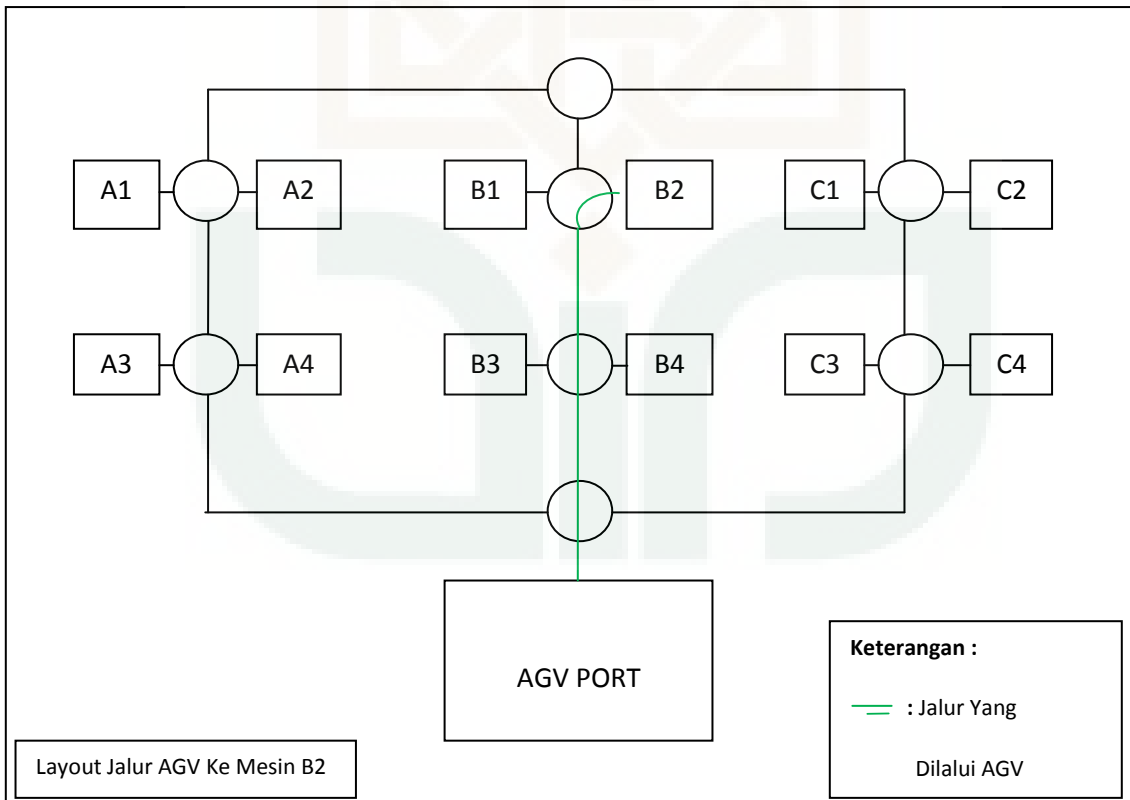 A1 A2 B1 B2 C1 C2
A3 A4 B3 B4 C3 C4
AGV PORT
Keterangan :
: Jalur Yang
Dilalui AGV
Layout Jalur AGV Ke Mesin B2